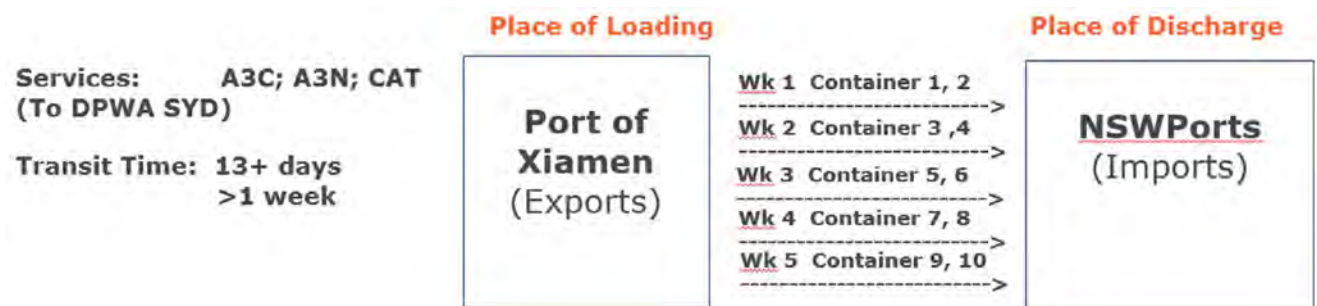 Place of Loading
Place of Discharge
Services: A3C; A3N; CAT
(To DPWA SYD)
Transit Time: 13+ days
>1 week
Port of
Xiamen
(Exports)
Wk 1 Container 1, 2
-------------------------->
Wk 2 Container 3 ,4
-------------------------->
Wk 3 Container 5, 6
-------------------------->
Wk 4 Container 7, 8
-------------------------->
Wk 5 Container 9, 10
-------------------------->
NSWPorts
(Imports)